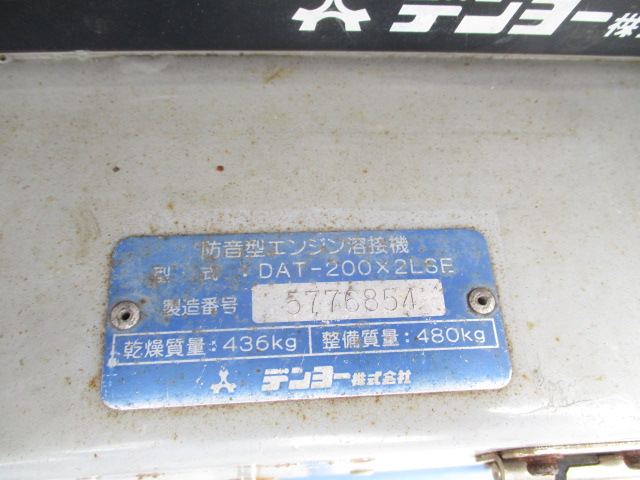 デンヨー株
防音型エンジン溶接機
型式 DAT-200×2LSE
製造番号 5776854
乾燥質量:436kg 整備質量:480kg
デンヨー株式会社